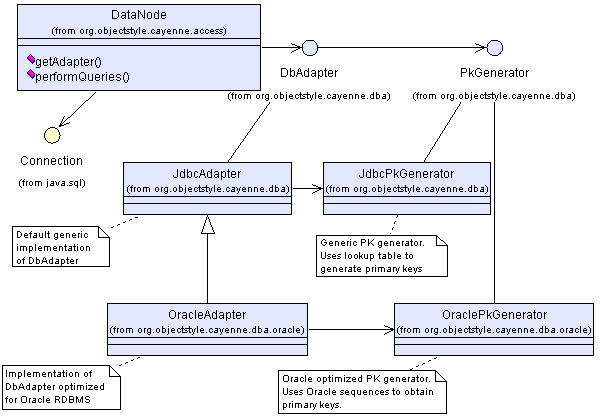 DataNode
(from org.objectstyle.cayenne.access)
getAdapter()
performQueries()
DbAdapter
(from org.objectstyle.cayenne.dba)
PkGenerator
(from org.objectstyle.cayenne.dba)
Connection
(from java.sql)
JdbcAdapter
(from org.objectstyle.cayenne.dba)
JdbcPkGenerator
(from org.objectstyle.cayenne.dba)
Default generic
implementation
of DbAdapter
Generic PK generator.
Uses lookup table to
generate primary keys
OracleAdapter
(from org.objectstyle.cayenne.dba.oracle)
OraclePkGenerator
(from org.objectstyle.cayenne.dba.oracle)
Implementation of
DbAdapter optimized
for Oracle RDBMS
Oracle optimized PK generator.
Uses Oracle sequences to obtain
primary keys.